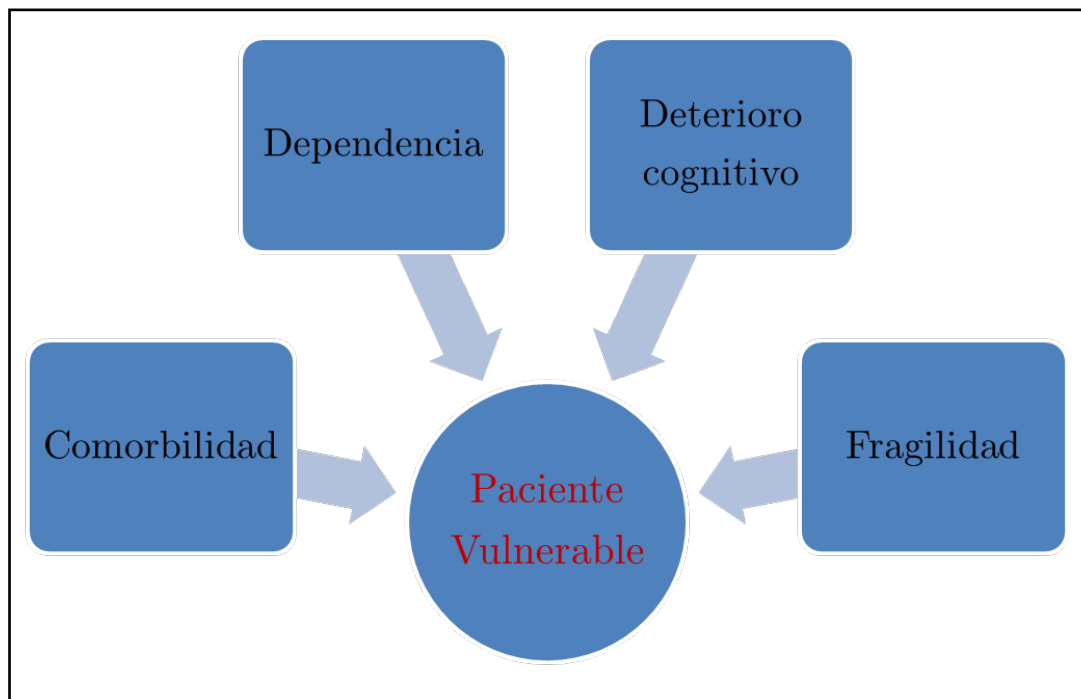 Dependencia
Deterioro
cognitivo
Comorbilidad
Fragilidad
Paciente
Vulnerable